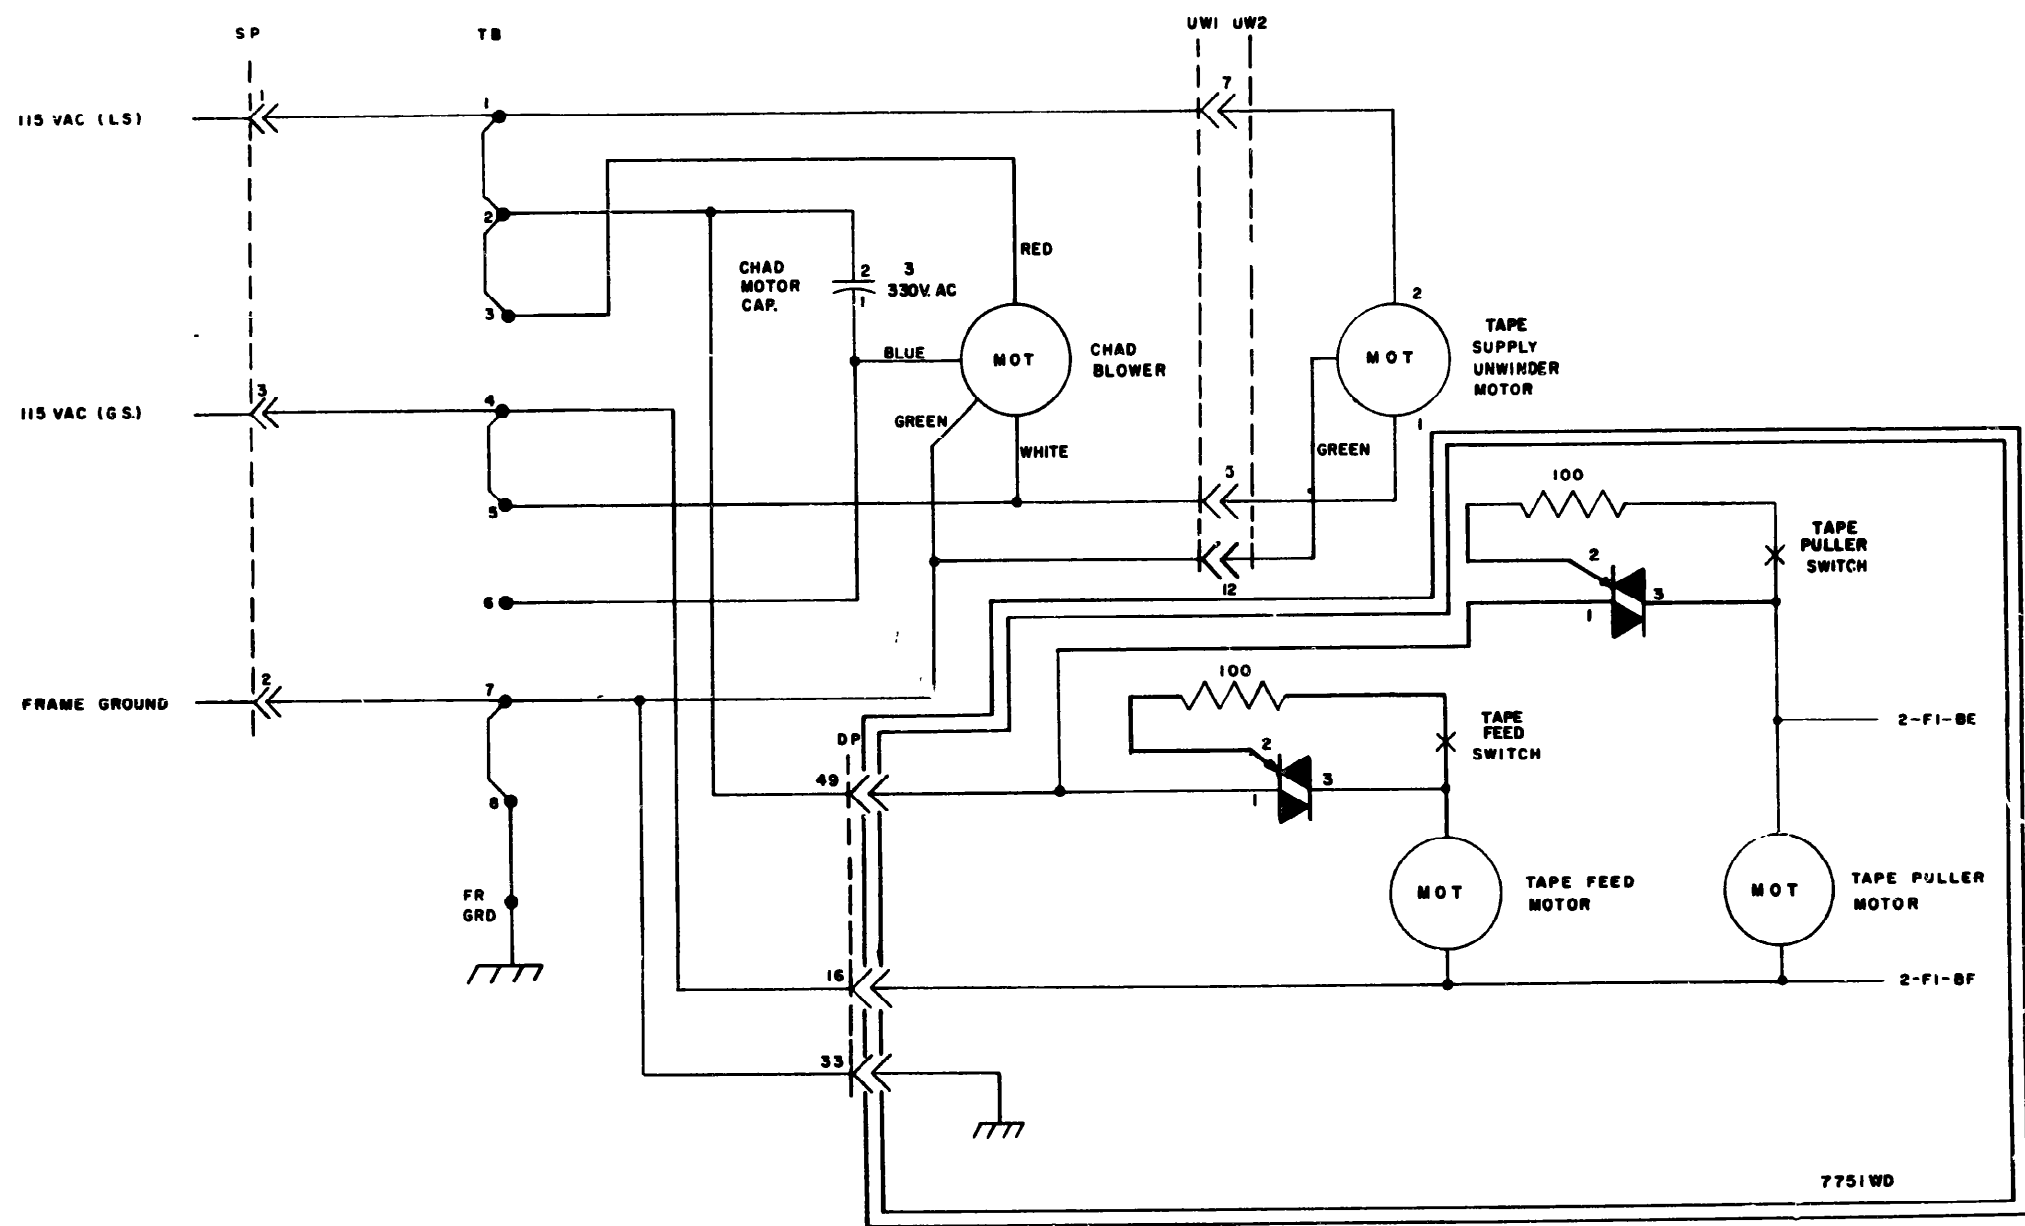 SP
TB
UW1 UW2
1
1
7
115 VAC (LS)
2
RED
CHAD
MOTOR
CAP.
2
3
330V. AC
1
3
2
MOT
CHAD
BLOWER
BLUE
MOT
TAPE
SUPPLY
UNWINDER
MOTOR
3
115 VAC (GS.)
4
GREEN
WHITE
1
GREEN
5
5
100
TAPE
PULLER
SWITCH
2
3
1
12
6
2
FRAME GROUND
7
100
TAPE
FEED
SWITCH
2-F1-8E
DP
2
3
1
49
8
FR
GRD
MOT
TAPE FEED
MOTOR
MOT
TAPE PULLER
MOTOR
16
2-F1-8F
33
7751WD